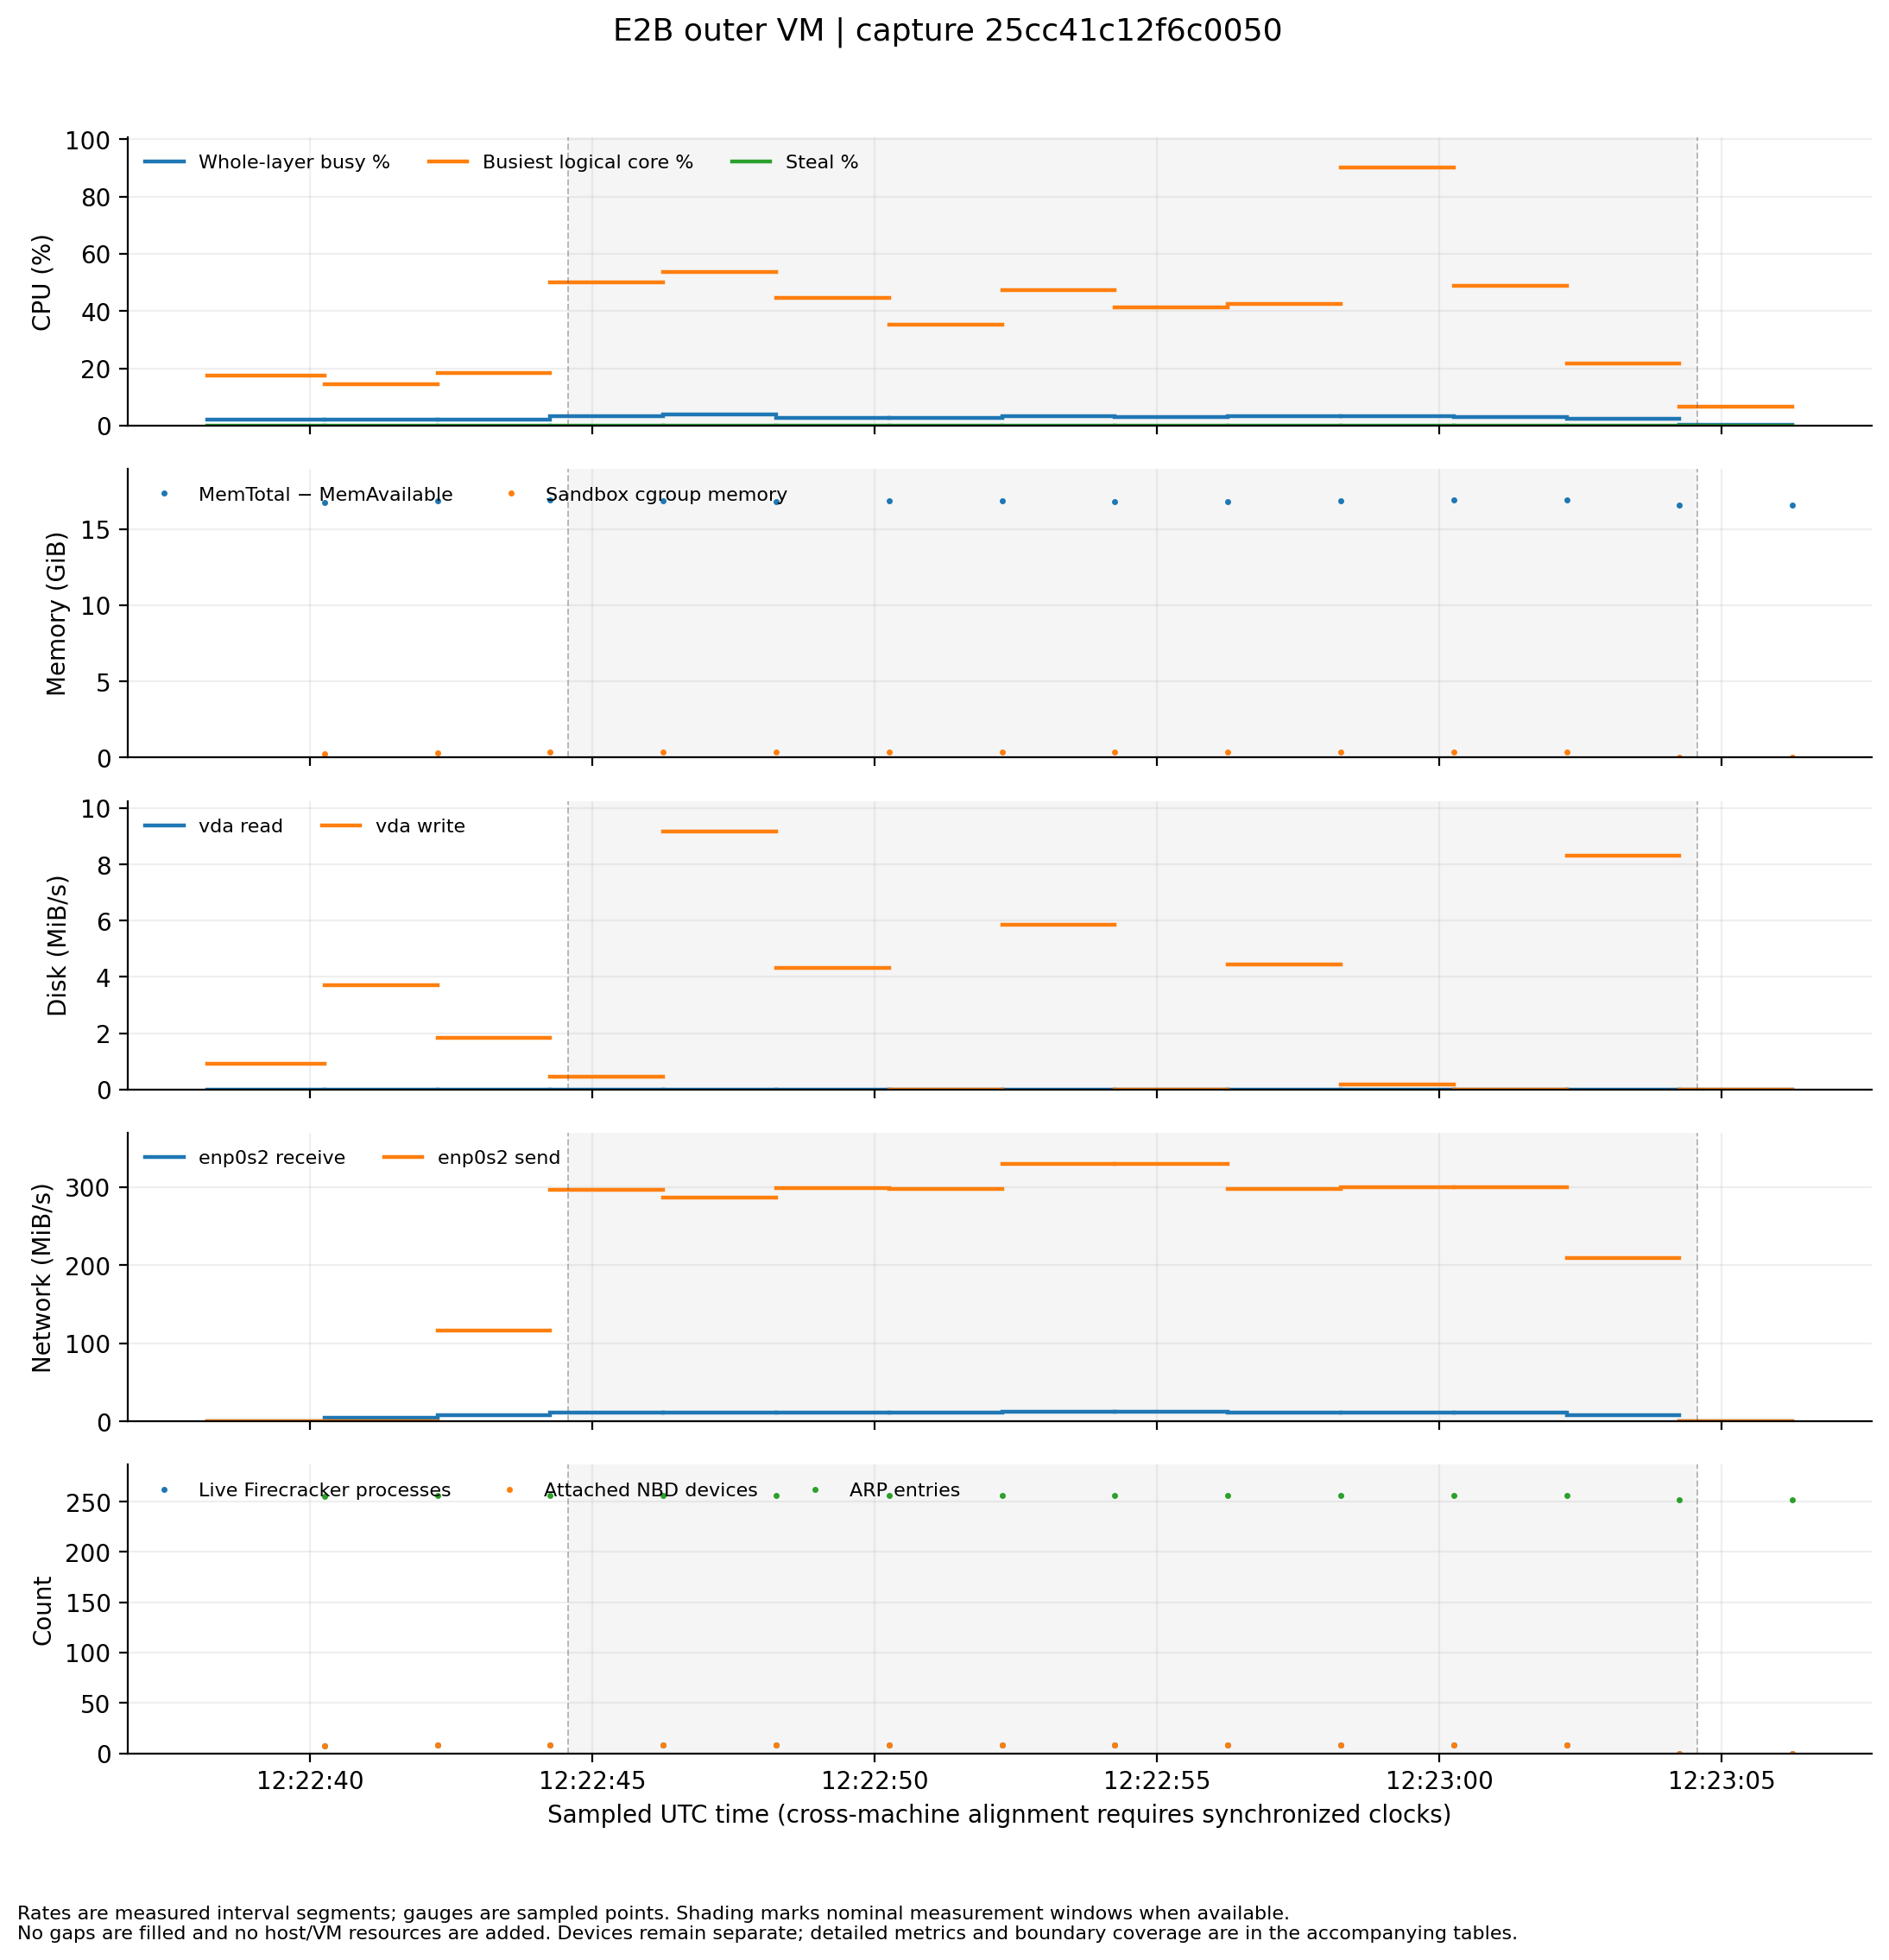 E2B outer VM | capture 25cc41c12f6c0050
100
80
60
40
20
0
CPU (%)
Whole-layer busy %
Busiest logical core %
Steal %
15
10
5
0
Memory (GiB)
MemTotal − MemAvailable
Sandbox cgroup memory
10
8
6
4
2
0
Disk (MiB/s)
vda read
vda write
300
200
100
0
Network (MiB/s)
enp0s2 receive
enp0s2 send
250
200
150
100
50
0
Count
Live Firecracker processes
Attached NBD devices
ARP entries
12:22:40
12:22:45
12:22:50
12:22:55
12:23:00
12:23:05
Sampled UTC time (cross-machine alignment requires synchronized clocks)
Rates are measured interval segments; gauges are sampled points. Shading marks nominal measurement windows when available.
No gaps are filled and no host/VM resources are added. Devices remain separate; detailed metrics and boundary coverage are in the accompanying tables.